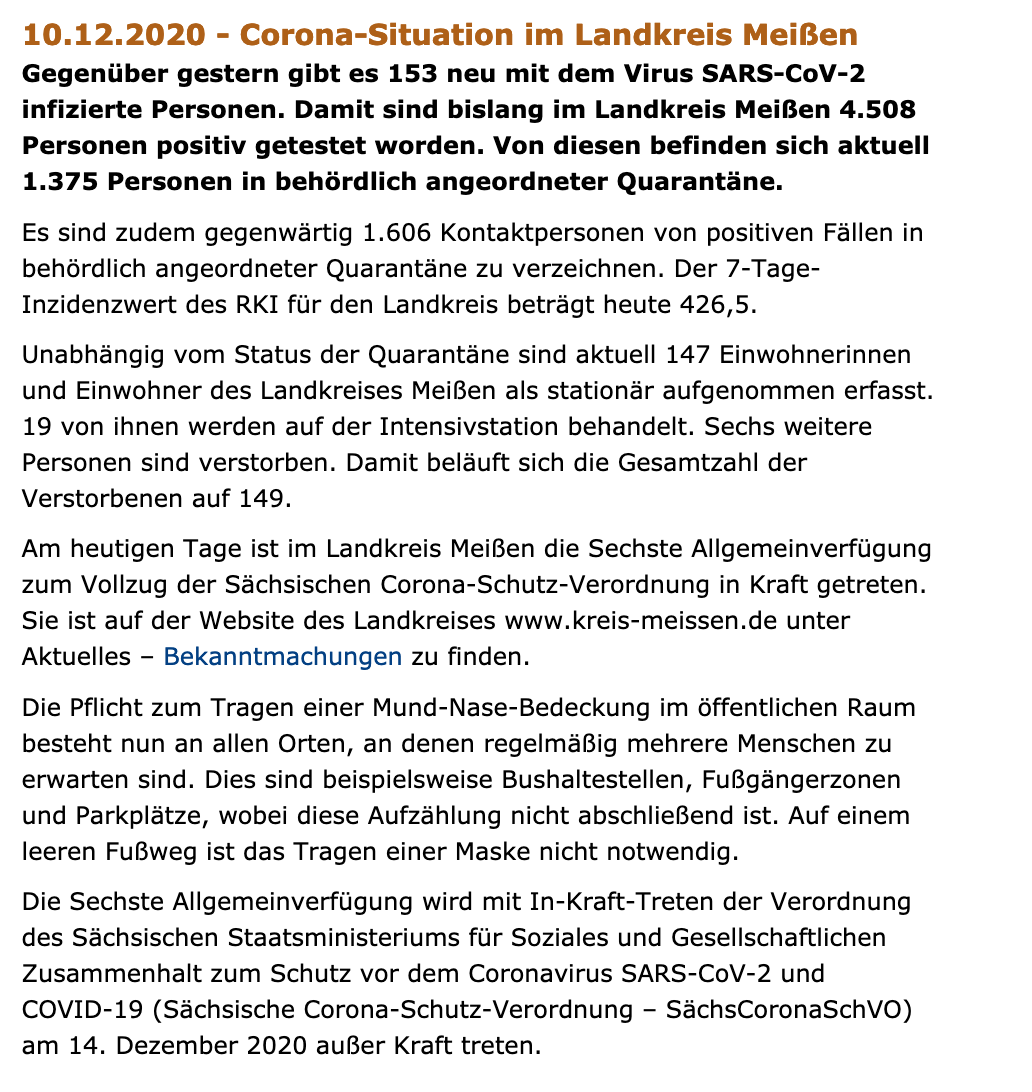 10.12.2020 - Corona-Situation im Landkreis Meißen
Gegenüber gestern gibt es 153 neu mit dem Virus SARS-CoV-2
infizierte Personen. Damit sind bislang im Landkreis Meißen 4.508
Personen positiv getestet worden. Von diesen befinden sich aktuell
1.375 Personen in behördlich angeordneter Quarantäne.
Es sind zudem gegenwärtig 1.606 Kontaktpersonen von positiven Fällen in
behördlich angeordneter Quarantäne zu verzeichnen. Der 7-Tage-
Inzidenzwert des RKI für den Landkreis beträgt heute 426,5.
Unabhängig vom Status der Quarantäne sind aktuell 147 Einwohnerinnen
und Einwohner des Landkreises Meißen als stationär aufgenommen erfasst.
19 von ihnen werden auf der Intensivstation behandelt. Sechs weitere
Personen sind verstorben. Damit beläuft sich die Gesamtzahl der
Verstorbenen auf 149.
Am heutigen Tage ist im Landkreis Meißen die Sechste Allgemeinverfügung
zum Vollzug der Sächsischen Corona-Schutz-Verordnung in Kraft getreten.
Sie ist auf der Website des Landkreises www.kreis-meissen.de unter
Aktuelles – Bekanntmachungen zu finden.
Die Pflicht zum Tragen einer Mund-Nase-Bedeckung im öffentlichen Raum
besteht nun an allen Orten, an denen regelmäßig mehrere Menschen zu
erwarten sind. Dies sind beispielsweise Bushaltestellen, Fußgängerzonen
und Parkplätze, wobei diese Aufzählung nicht abschließend ist. Auf einem
leeren Fußweg ist das Tragen einer Maske nicht notwendig.
Die Sechste Allgemeinverfügung wird mit In-Kraft-Treten der Verordnung
des Sächsischen Staatsministeriums für Soziales und Gesellschaftlichen
Zusammenhalt zum Schutz vor dem Coronavirus SARS-CoV-2 und
COVID-19 (Sächsische Corona-Schutz-Verordnung – SächsCoronaSchVO)
am 14. Dezember 2020 außer Kraft treten.